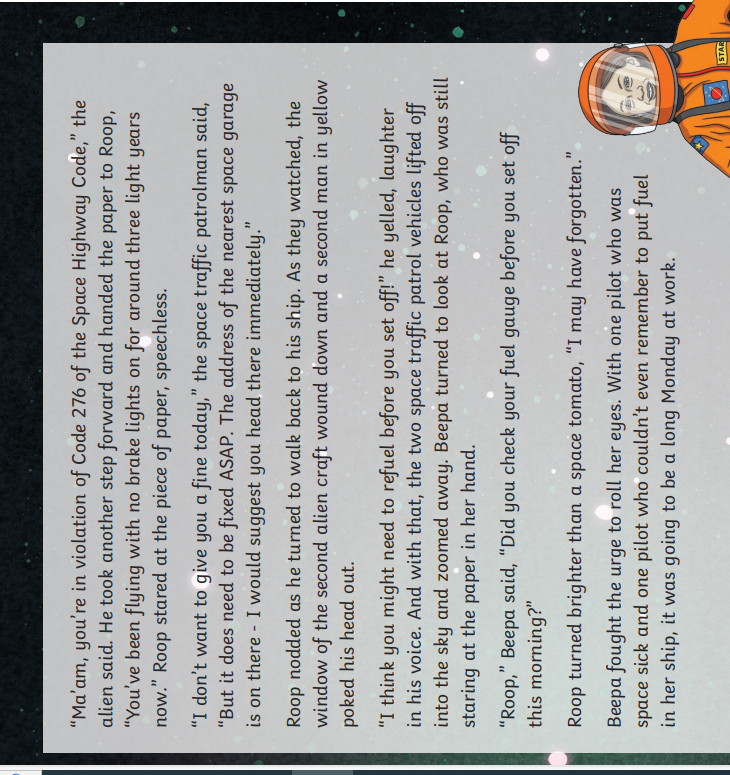 “Ma’am, you’re in violation of Code 276 of the Space Highway Code,” the
alien said. He took another step forward and handed the paper to Roop,
“You’ve been flying with no brake lights on for around three light years
now.” Roop stared at the piece of paper, speechless.
“I don’t want to give you a fine today,” the space traffic patrolman said,
“But it does need to be fixed ASAP. The address of the nearest space garage
is on there - I would suggest you head there immediately.”
Roop nodded as he turned to walk back to his ship. As they watched, the
window of the second alien craft wound down and a second man in yellow
poked his head out.
“I think you might need to refuel before you set off!” he yelled, laughter
in his voice. And with that, the two space traffic patrol vehicles lifted off
into the sky and zoomed away. Beepa turned to look at Roop, who was still
staring at the paper in her hand.
“Roop,” Beepa said, “Did you check your fuel gauge before you set off
this morning?”
Roop turned brighter than a space tomato, “I may have forgotten.”
Beepa fought the urge to roll her eyes. With one pilot who was
space sick and one pilot who couldn’t even remember to put fuel
in her ship, it was going to be a long Monday at work.
STAR